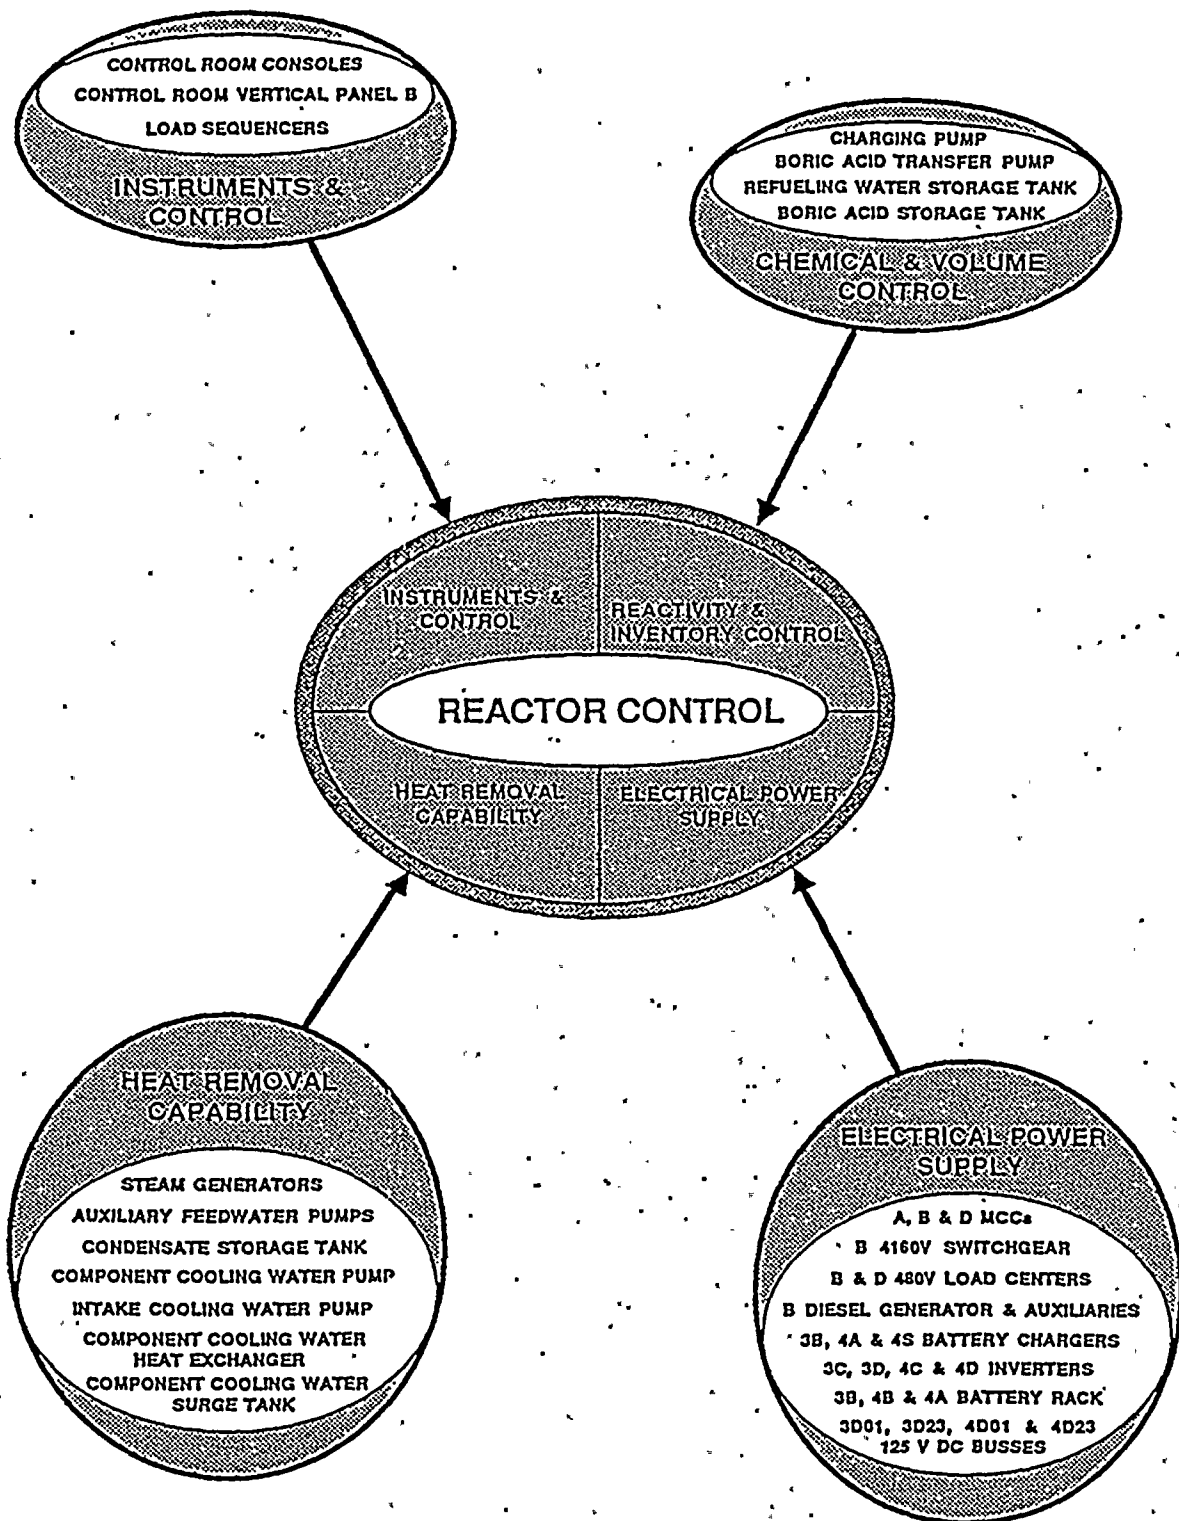 CONTROL ROOM CONSOLES
CONTROL ROOM VERTICAL PANEL B
LOAD SEQUENCERS
INSTRUMENTS &
CONTROL
CHARGING PUMP
BORIC ACID TRANSFER PUMP
REFUELING WATER STORAGE TANK
BORIC ACID STORAGE TANK
CHEMICAL & VOLUME
CONTROL
INSTRUMENTS &
CONTROL
REACTIVITY &
INVENTORY CONTROL
REACTOR CONTROL
HEAT REMOVAL
CAPABILITY
ELECTRICAL POWER
SUPPLY
HEAT REMOVAL
CAPABILITY
STEAM GENERATORS
AUXILIARY FEEDWATER PUMPS
CONDENSATE STORAGE TANK
COMPONENT COOLING WATER PUMP
INTAKE COOLING WATER PUMP
COMPONENT COOLING WATER
HEAT EXCHANGER
COMPONENT COOLING WATER
SURGE TANK
ELECTRICAL POWER
SUPPLY
A, B & D MCCs
B 4160V SWITCHGEAR
B & D 480V LOAD CENTERS
B DIESEL GENERATOR & AUXILIARIES
3B, 4A & 4S BATTERY CHARGERS
3C, 3D, 4C & 4D INVERTERS
3B, 4B & 4A BATTERY RACK
3D01, 3D23, 4D01 & 4D23
125 V DC BUSSES